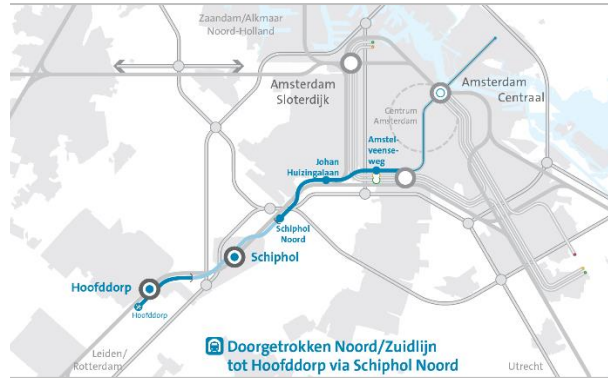 Zaandam/Alkmaar
Noord-Holland
Amsterdam
Sloterdijk
Amsterdam
Centraal
Centrum
Amsterdam
Amstel-
veense-
weg
Johan
Huizingalaan
Schiphol
Noord
Schiphol
Hoofddorp
Hoofddorp
Leiden/
Rotterdam
Utrecht
Doorgetrokken Noord/Zuidlijn
tot Hoofddorp via Schiphol Noord